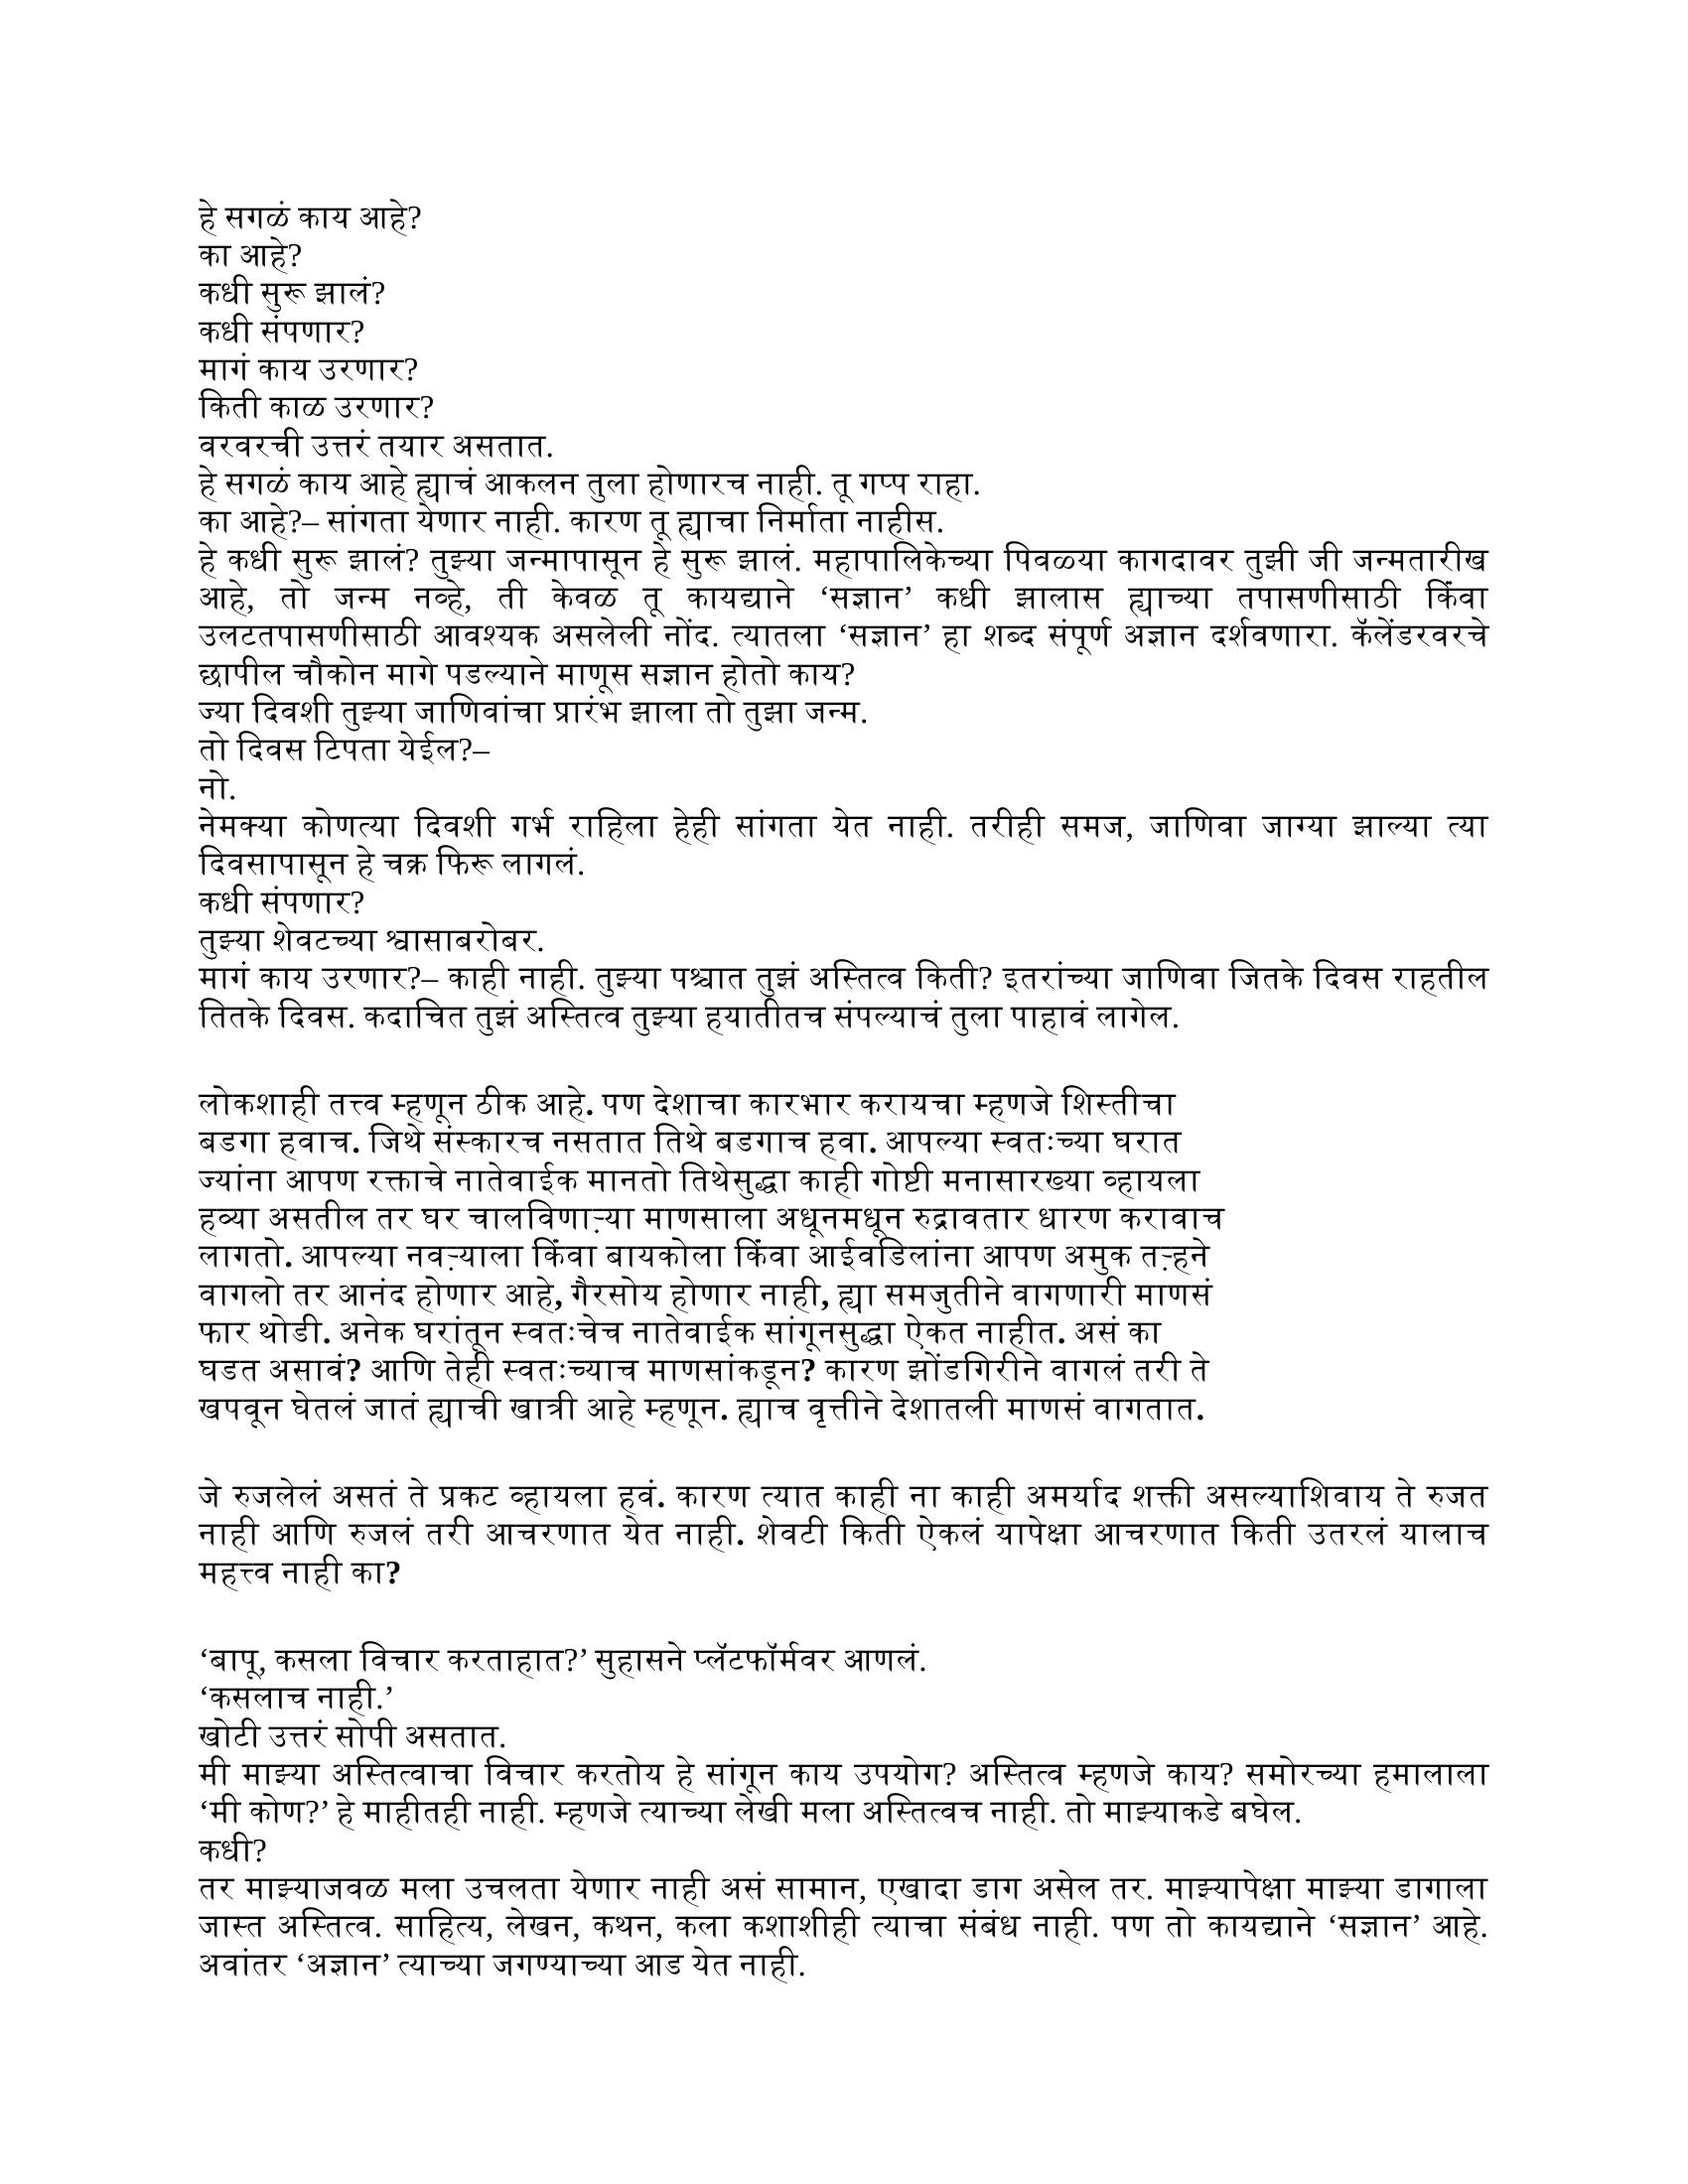 हे सगळं काय आहे?
का आहे?
कधी सुरू झालं?
कधी संपणार?
मागं काय उरणार?
किती काळ उरणार?
वरवरची उत्तरं तयार असतात.
हे सगळं काय आहे ह्याचं आकलन तुला होणारच नाही. तू गप्प राहा.
का आहे?– सांगता येणार नाही. कारण तू ह्याचा निर्माता नाहीस.
हे कधी सुरू झालं? तुझ्या जन्मापासून हे सुरू झालं. महापालिकेच्या पिवळ्या कागदावर तुझी जी जन्मतारीख
आहे, तो जन्म नव्हे, ती केवळ तू कायद्याने ‘सज्ञान’ कधी झालास ह्याच्या तपासणीसाठी किंवा
उलटतपासणीसाठी आवश्यक असलेली नोंद. त्यातला ‘सज्ञान’ हा शब्द संपूर्ण अज्ञान दर्शवणारा. कॅलेंडरवरचे
छापील चौकोन मागे पडल्याने माणूस सज्ञान होतो काय?
ज्या दिवशी तुझ्या जाणिवांचा प्रारंभ झाला तो तुझा जन्म.
तो दिवस टिपता येईल?–
नो.
नेमक्या कोणत्या दिवशी गर्भ राहिला हेही सांगता येत नाही. तरीही समज, जाणिवा जाग्या झाल्या त्या
दिवसापासून हे चक्र फिरू लागलं.
कधी संपणार?
तुझ्या शेवटच्या श्वासाबरोबर.
मागं काय उरणार?– काही नाही. तुझ्या पश्चात तुझं अस्तित्व किती? इतरांच्या जाणिवा जितके दिवस राहतील
तितके दिवस. कदाचित तुझं अस्तित्व तुझ्या हयातीतच संपल्याचं तुला पाहावं लागेल.
लोकशाही तत्त्व म्हणून ठीक आहे. पण देशाचा कारभार करायचा म्हणजे शिस्तीचा
बडगा हवाच. जिथे संस्कारच नसतात तिथे बडगाच हवा. आपल्या स्वतःच्या घरात
ज्यांना आपण रक्ताचे नातेवाईक मानतो तिथेसुद्धा काही गोष्टी मनासारख्या व्हायला
हव्या असतील तर घर चालविणाऱ्या माणसाला अधूनमधून रुद्रावतार धारण करावाच
लागतो. आपल्या नवऱ्याला किंवा बायकोला किंवा आईवडिलांना आपण अमुक तऱ्हने
वागलो तर आनंद होणार आहे, गैरसोय होणार नाही, ह्या समजुतीने वागणारी माणसं
फार थोडी. अनेक घरांतून स्वतःचेच नातेवाईक सांगूनसुद्धा ऐकत नाहीत. असं का
घडत असावं? आणि तेही स्वतःच्याच माणसांकडून? कारण झोंडगिरीने वागलं तरी ते
खपवून घेतलं जातं ह्याची खात्री आहे म्हणून. ह्याच वृत्तीने देशातली माणसं वागतात.
जे रुजलेलं असतं ते प्रकट व्हायला हवं. कारण त्यात काही ना काही अमर्याद शक्ती असल्याशिवाय ते रुजत
नाही आणि रुजलं तरी आचरणात येत नाही. शेवटी किती ऐकलं यापेक्षा आचरणात किती उतरलं यालाच
महत्त्व नाही का?
‘बापू, कसला विचार करताहात?’ सुहासने प्लॅटफॉर्मवर आणलं.
‘कसलाच नाही.’
खोटी उत्तरं सोपी असतात.
मी माझ्या अस्तित्वाचा विचार करतोय हे सांगून काय उपयोग? अस्तित्व म्हणजे काय? समोरच्या हमालाला
‘मी कोण?’ हे माहीतही नाही. म्हणजे त्याच्या लेखी मला अस्तित्वच नाही. तो माझ्याकडे बघेल.
कधी?
तर माझ्याजवळ मला उचलता येणार नाही असं सामान, एखादा डाग असेल तर. माझ्यापेक्षा माझ्या डागाला
जास्त अस्तित्व. साहित्य, लेखन, कथन, कला कशाशीही त्याचा संबंध नाही. पण तो कायद्याने ‘सज्ञान’ आहे.
अवांतर ‘अज्ञान’ त्याच्या जगण्याच्या आड येत नाही.